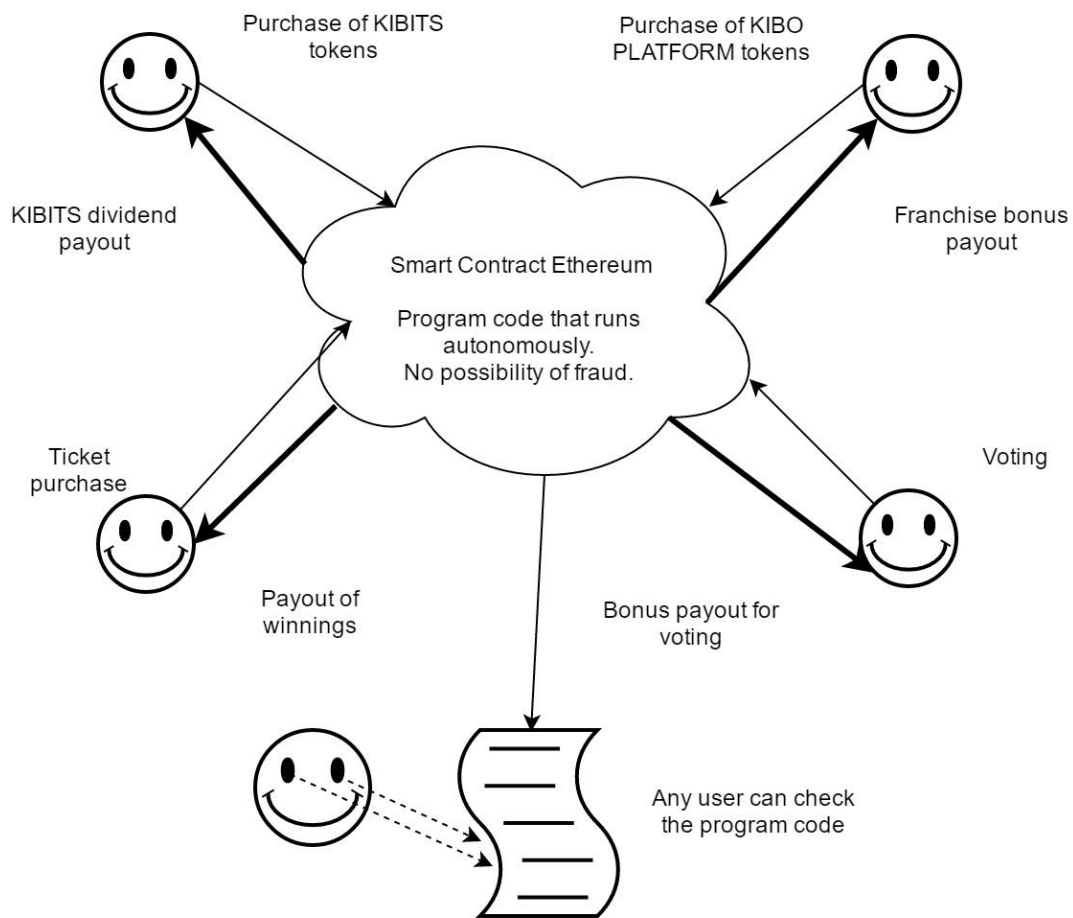 Purchase of KIBITS
tokens
Purchase of KIBO
PLATFORM tokens
KIBITS dividend
payout
Franchise bonus
payout
Smart Contract Ethereum
Program code that runs
autonomously.
No possibility of fraud.
Ticket
purchase
Voting
Payout of
winnings
Bonus payout for
voting
Any user can check
the program code